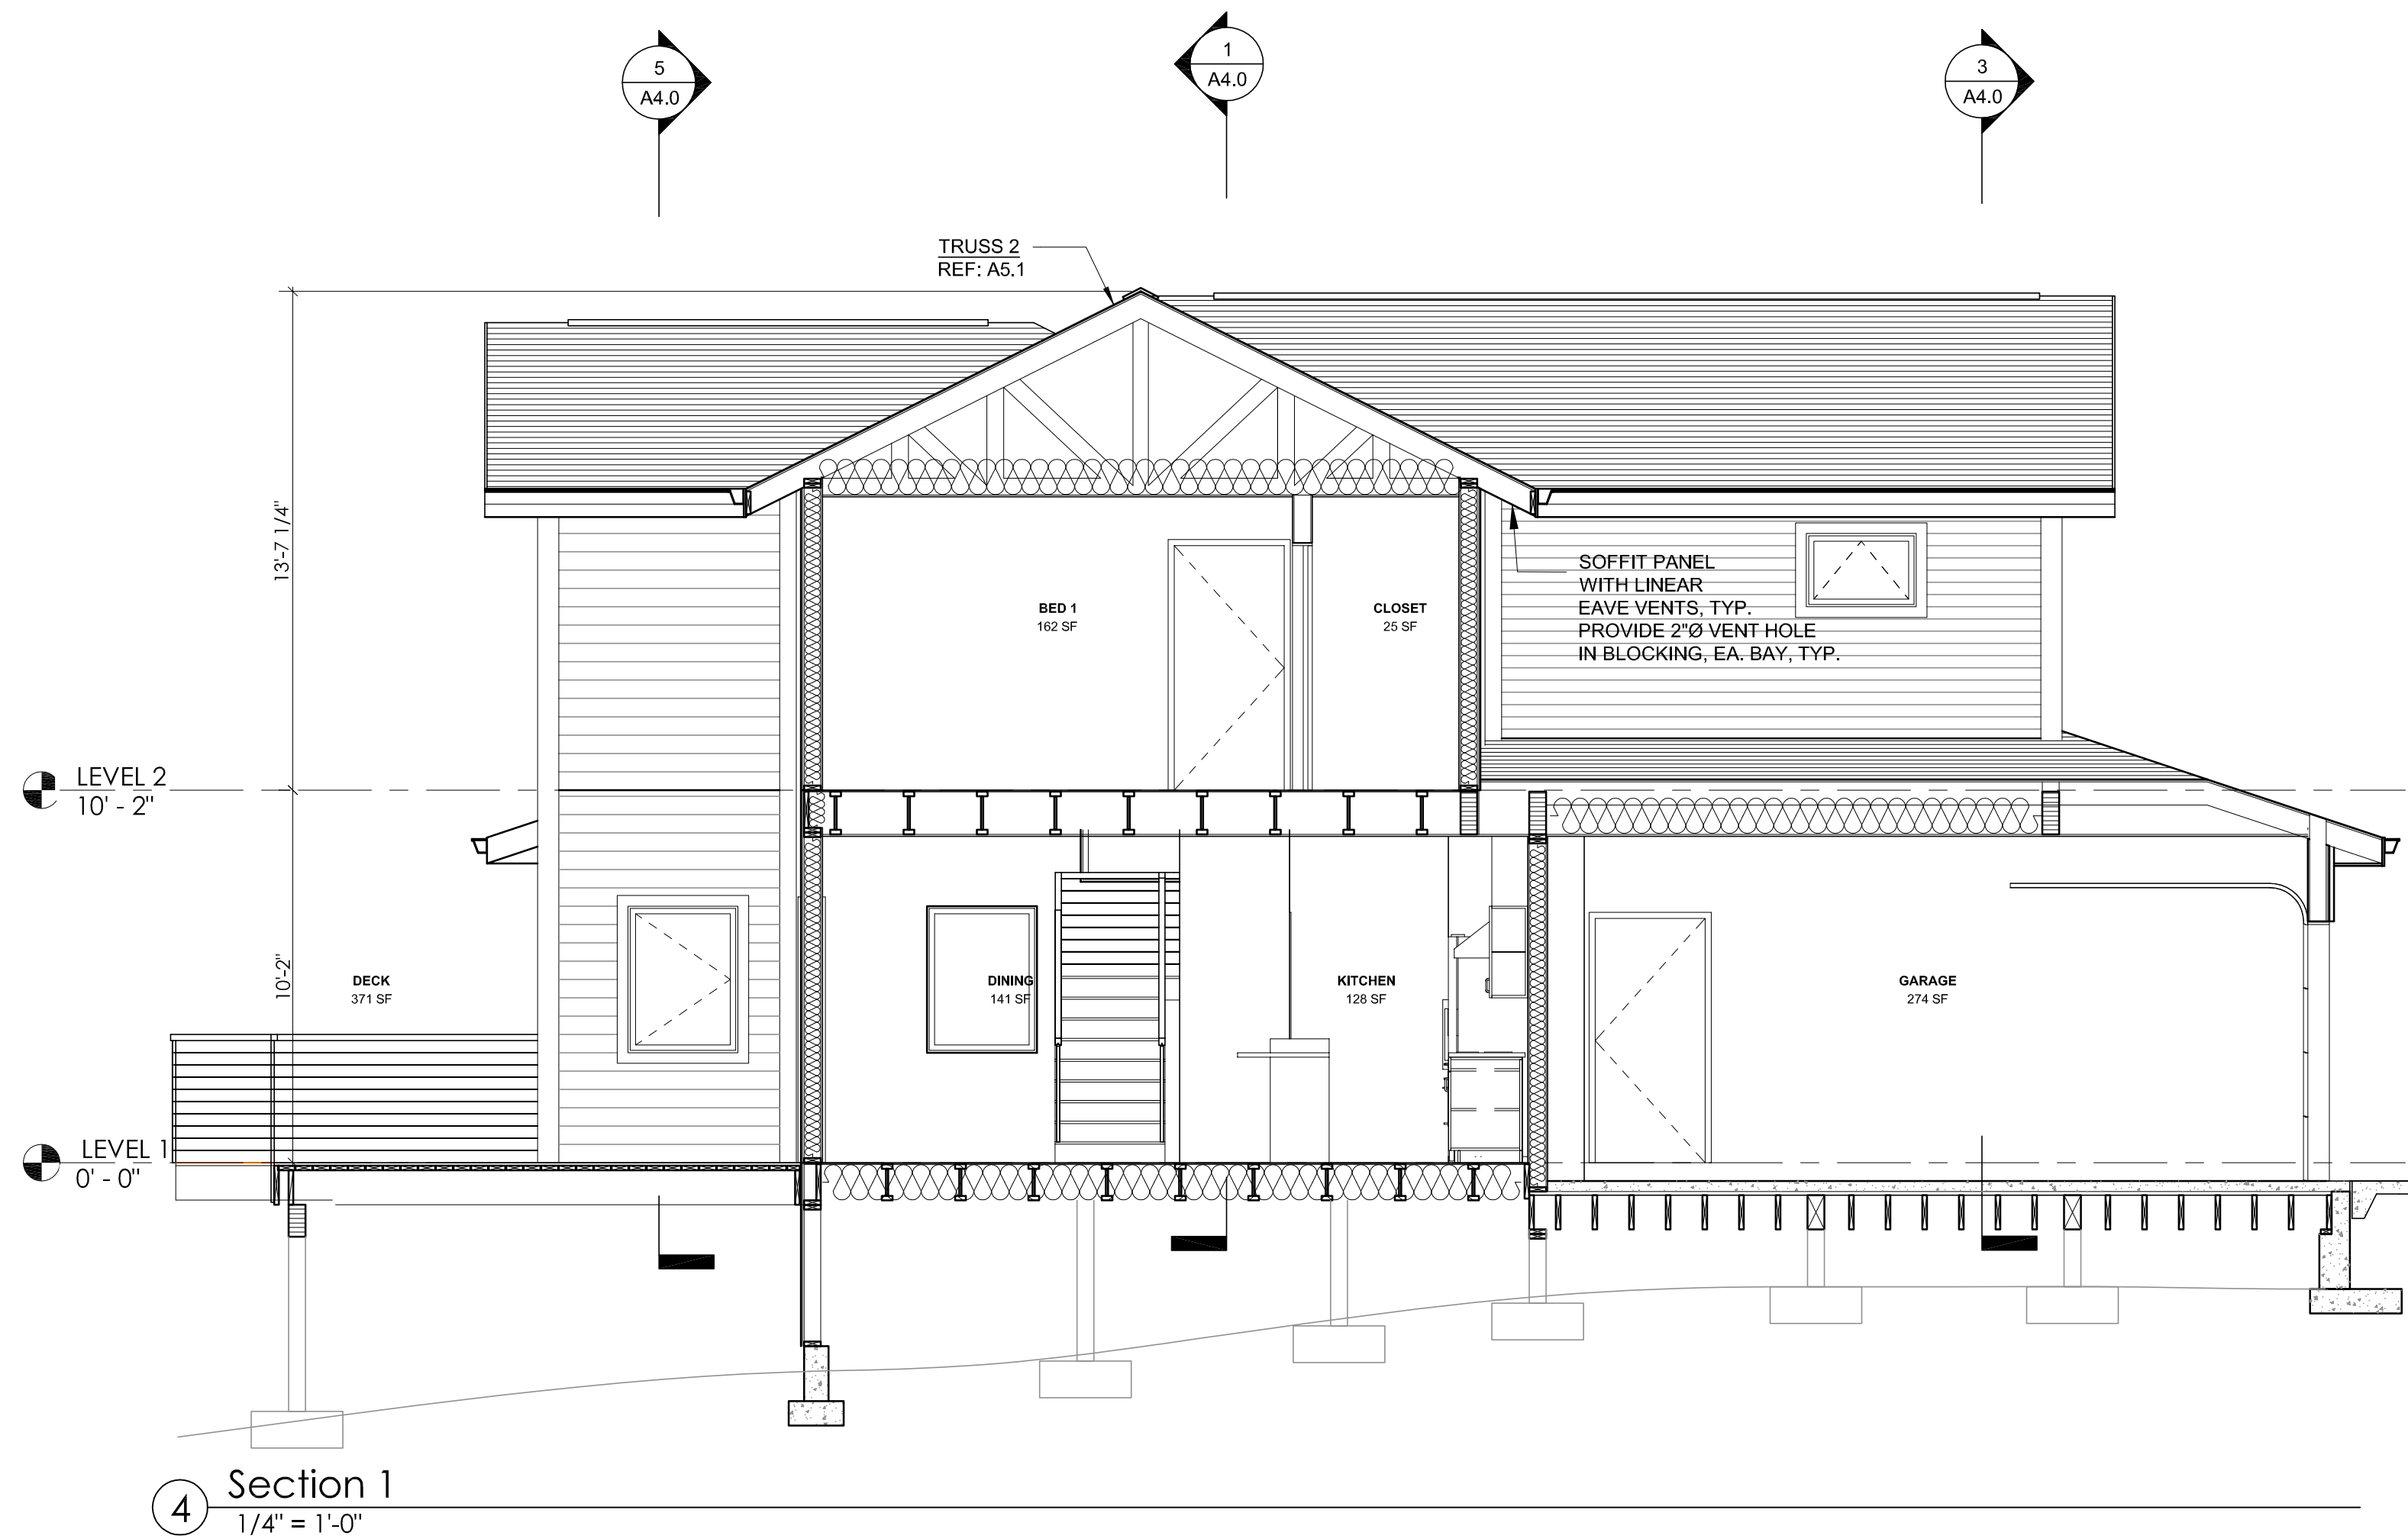 5
A4.0
1
A4.0
3
A4.0
TRUSS 2
REF: A5.1
13'-7 1/4"
SOFFIT PANEL
WITH LINEAR
EAVE VENTS, TYP.
PROVIDE 2"Ø VENT HOLE
IN BLOCKING, EA. BAY, TYP.
BED 1
162 SF
CLOSET
25 SF
LEVEL 2
10' - 2"
10'-2"
DECK
371 SF
DINING
141 SF
KITCHEN
128 SF
GARAGE
274 SF
LEVEL 1
0' - 0"
4
Section 1
1/4" = 1'-0"